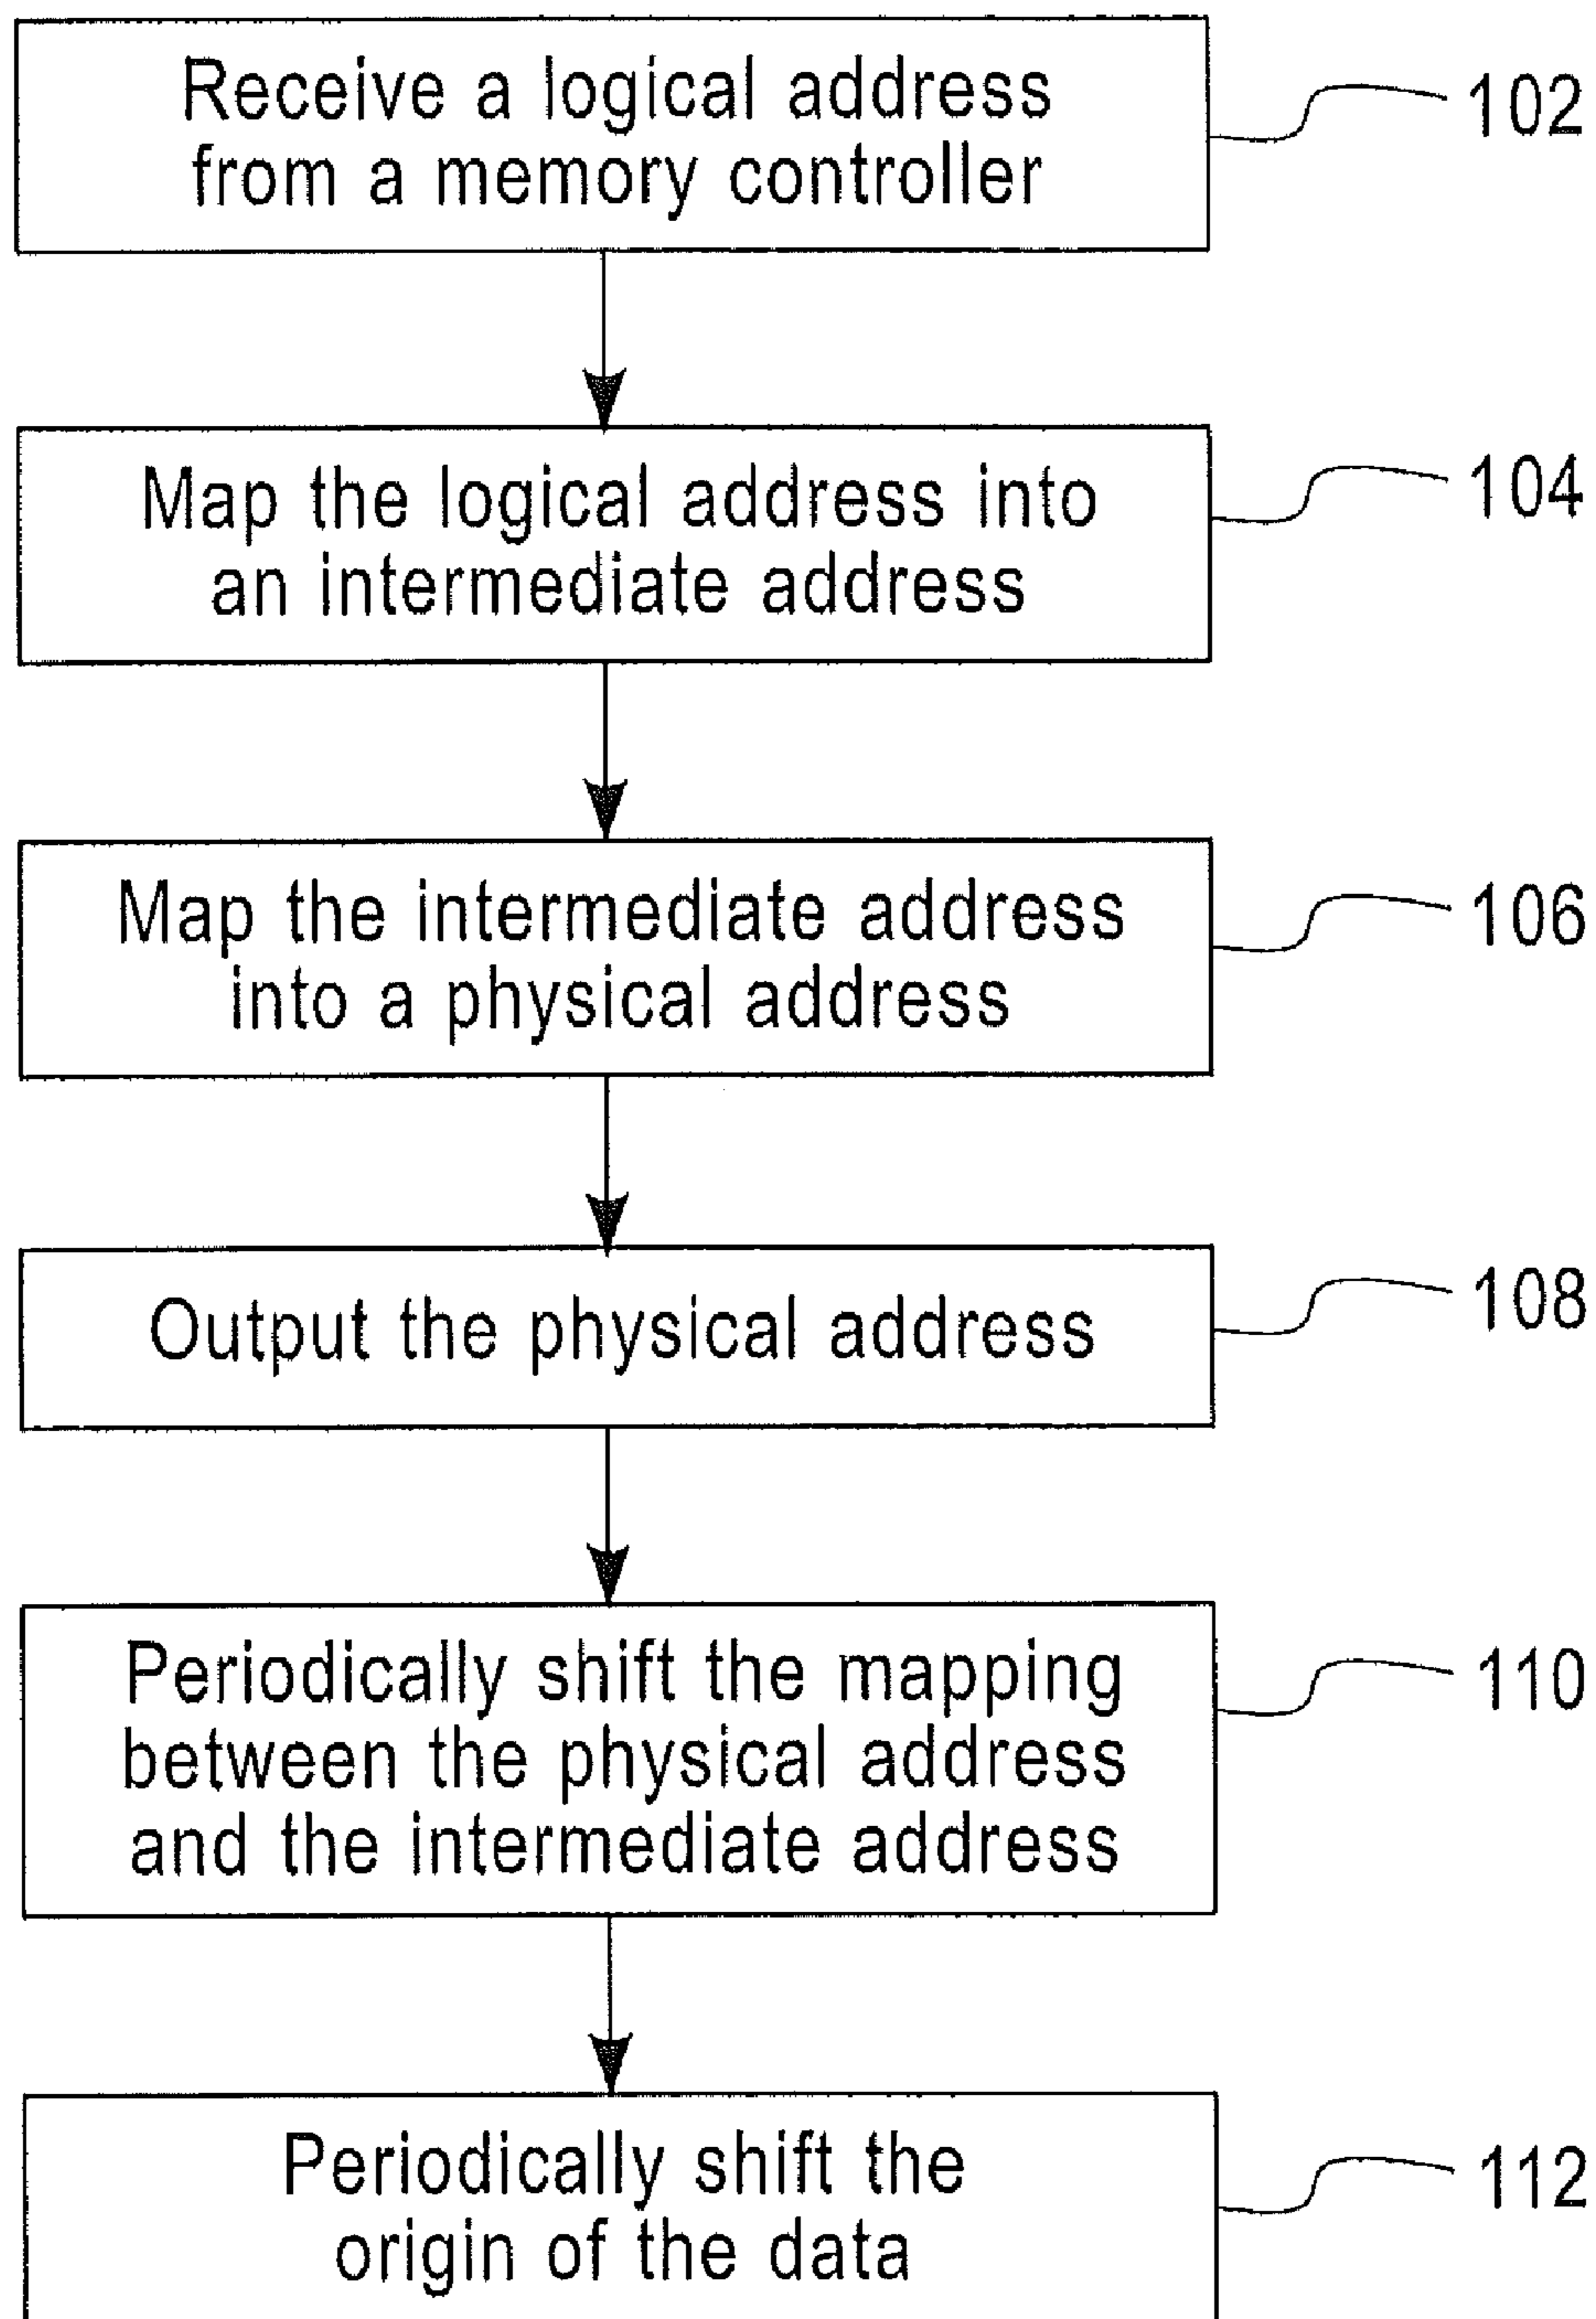 Receive a logical address
from a memory controller
102
Map the logical address into
an intermediate address
104
Map the intermediate address
into a physical address
106
Output the physical address
108
Periodically shift the mapping
between the physical address
and the intermediate address
110
Periodically shift the
origin of the data
112